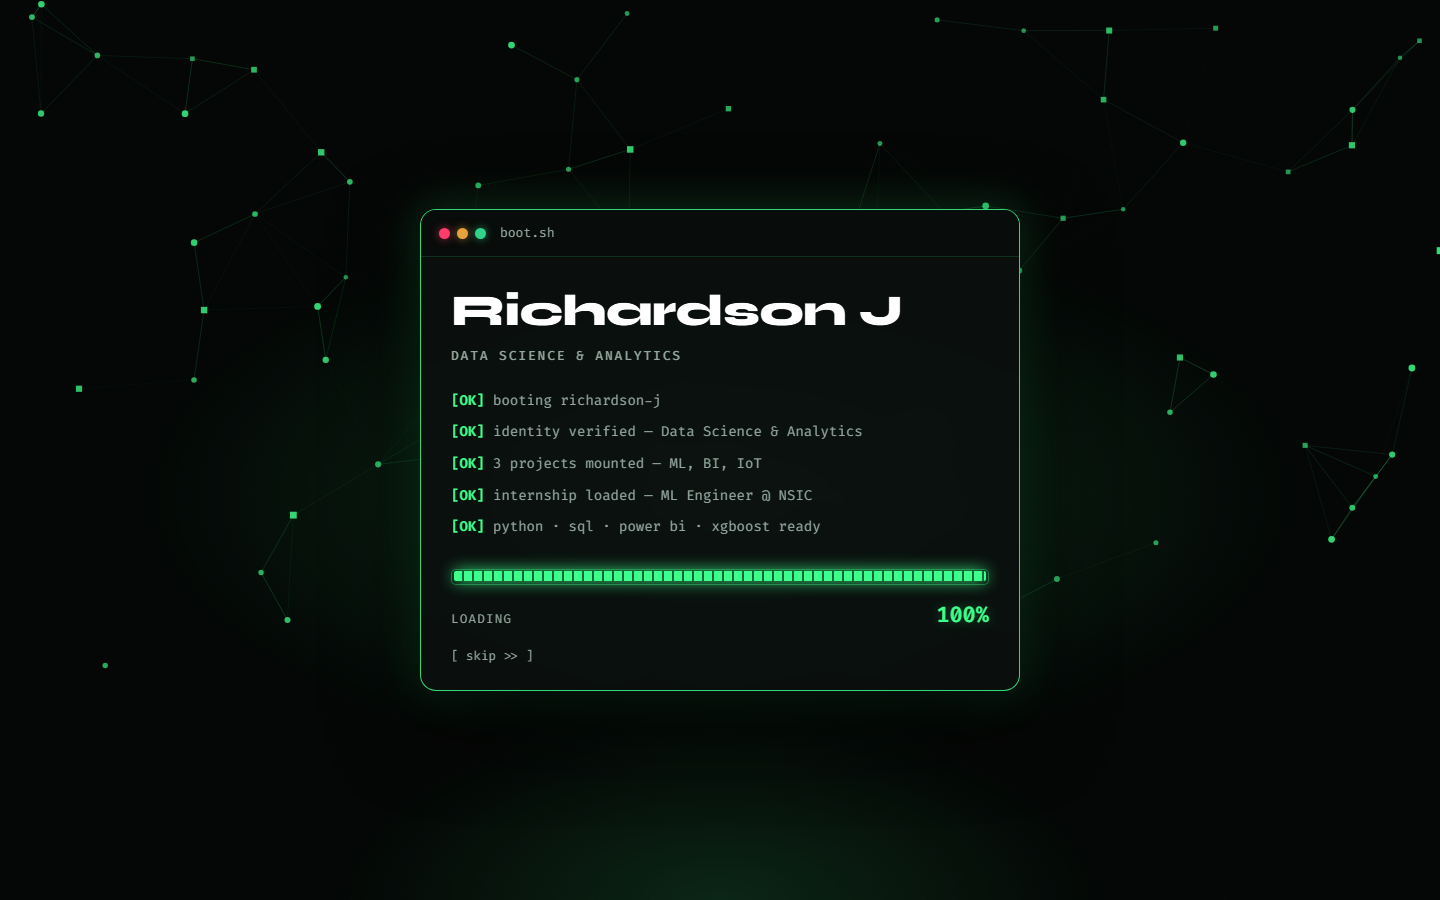 boot.sh
Richardson J
DATA SCIENCE & ANALYTICS
[OK] booting richardson-j
[OK] identity verified — Data Science & Analytics
[OK] 3 projects mounted — ML, BI, IoT
[OK] internship loaded — ML Engineer @ NSIC
[OK] python · sql · power bi · xgboost ready
LOADING
100%
[ skip >> ]